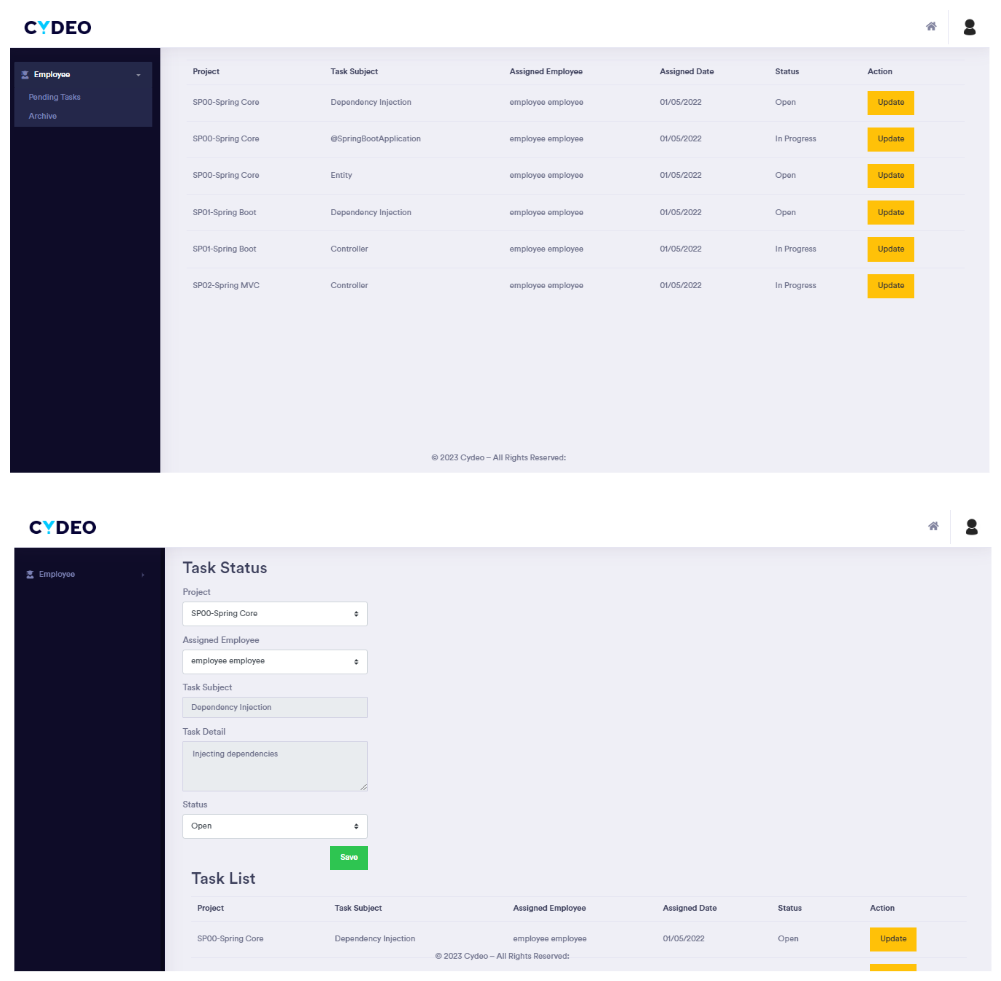 CYDEO
Employee
Pending Tasks
Archive
Project Task Subject Assigned Employee Assigned Date Status Action
SP00-Spring Core Dependency Injection employee employee 01/05/2022 Open Update
SP00-Spring Core @SpringBootApplication employee employee 01/05/2022 In Progress Update
SP00-Spring Core Entity employee employee 01/05/2022 Open Update
SP01-Spring Boot Dependency Injection employee employee 01/05/2022 Open Update
SP01-Spring Boot Controller employee employee 01/05/2022 In Progress Update
SP02-Spring MVC Controller employee employee 01/05/2022 In Progress Update
© 2023 Cydeo – All Rights Reserved:
CYDEO
Employee
Task Status
Project
SP00-Spring Core
Assigned Employee
employee employee
Task Subject
Dependency Injection
Task Detail
Injecting dependencies
Status
Open
Save
Task List
Project Task Subject Assigned Employee Assigned Date Status Action
SP00-Spring Core Dependency Injection employee employee 01/05/2022 Open Update
© 2023 Cydeo – All Rights Reserved: